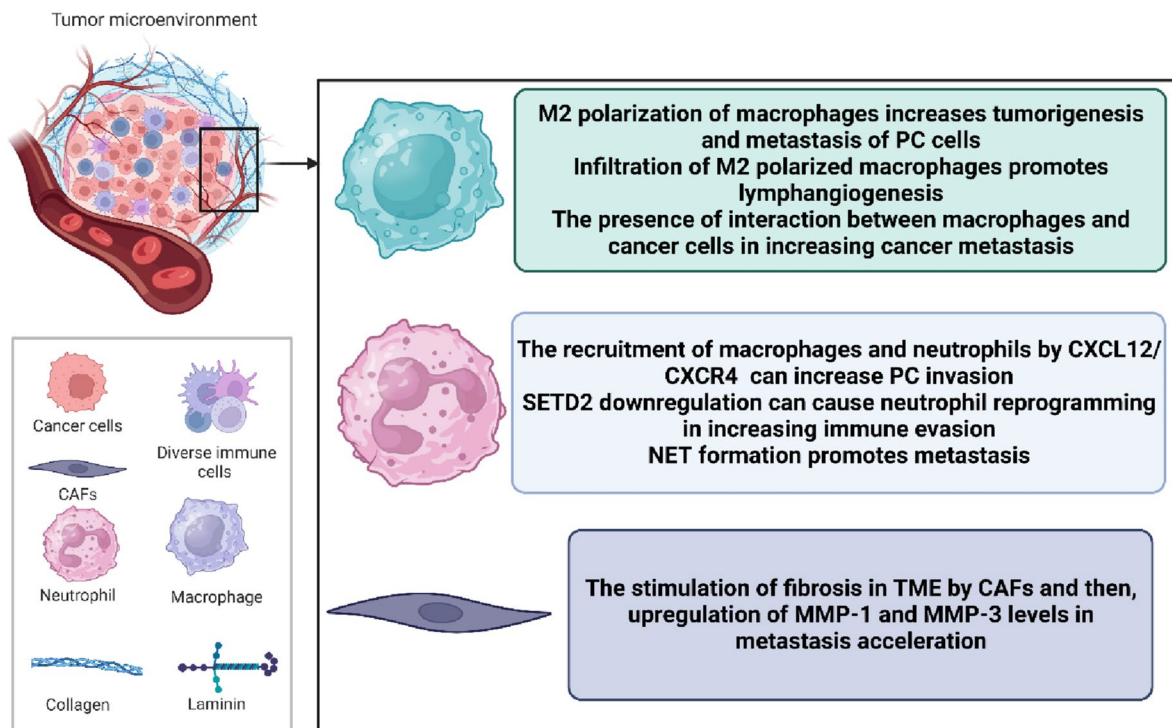 Tumor microenvironment
M2 polarization of macrophages increases tumorigenesis
and metastasis of PC cells
Infiltration of M2 polarized macrophages promotes
lymphangiogenesis
The presence of interaction between macrophages and
cancer cells in increasing cancer metastasis
The recruitment of macrophages and neutrophils by CXCL12/
CXCR4 can increase PC invasion
SETD2 downregulation can cause neutrophil reprogramming
in increasing immune evasion
NET formation promotes metastasis
The stimulation of fibrosis in TME by CAFs and then,
upregulation of MMP-1 and MMP-3 levels in
metastasis acceleration
Cancer cells
Diverse immune
cells
CAFs
Neutrophil
Macrophage
Collagen
Laminin